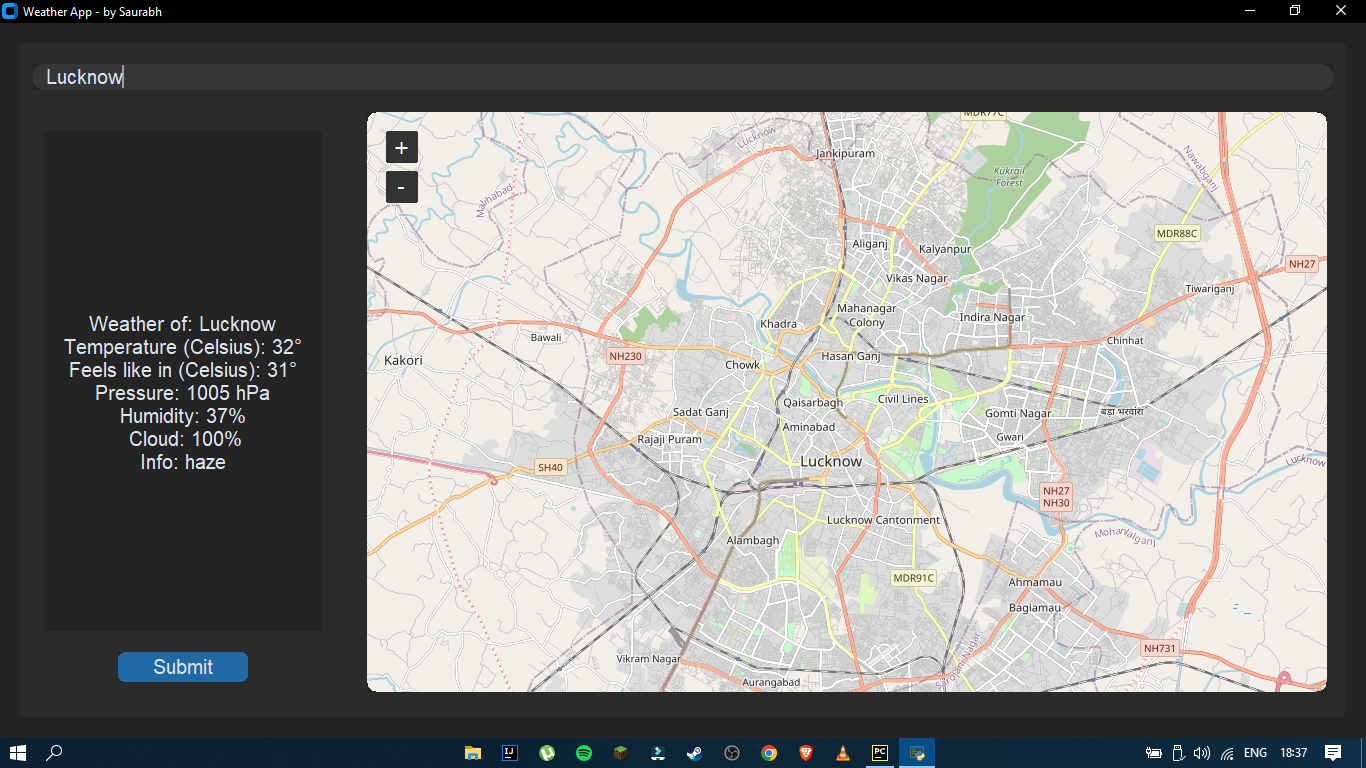 Weather App - by Saurabh
Lucknow
+
-
Weather of: Lucknow
Temperature (Celsius): 32°
Feels like in (Celsius): 31°
Pressure: 1005 hPa
Humidity: 37%
Cloud: 100%
Info: haze
Submit
MDR77C
Lucknow
Jankipuram
Kukrail
Forest
Nawabganj
Malihabad
MDR88C
Aliganj
Kalyanpur
NH27
Vikas Nagar
Tiwariganj
Mahanagar
Colony
Indira Nagar
Khadra
Bawali
Chinhat
NH230
Hasan Ganj
Kakori
Chowk
Qaisarbagh
Civil Lines
Sadat Ganj
Gomti Nagar
बड़ा भरवारा
Aminabad
Rajaji Puram
Gwari
Lucknow
Lucknow
SH40
NH27
NH30
Lucknow Cantonment
Mohanlalganj
Alambagh
MDR91C
Ahmamau
Bagiamau
NH731
Vikram Nagar
Sarojani Nagar
Aurangabad
IJ
PC
ENG
18:37